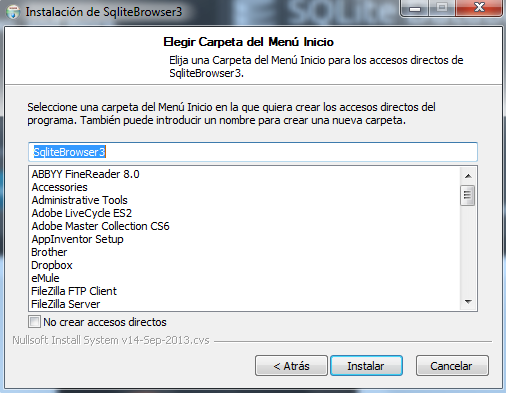 Instalación de SqliteBrowser3
Elegir Carpeta del Menú Inicio
Elija una Carpeta del Menú Inicio para los accesos directos de
SqliteBrowser3.
Seleccione una carpeta del Menú Inicio en la que quiera crear los accesos directos del
programa. También puede introducir un nombre para crear una nueva carpeta.
SqliteBrowser3
ABBYY FineReader 8.0
Accessories
Administrative Tools
Adobe LiveCycle ES2
Adobe Master Collection CS6
AppInventor Setup
Brother
Dropbox
eMule
FileZilla FTP Client
FileZilla Server
No crear accesos directos
Nullsoft Install System v14-Sep-2013.cvs
< Atrás
Instalar
Cancelar